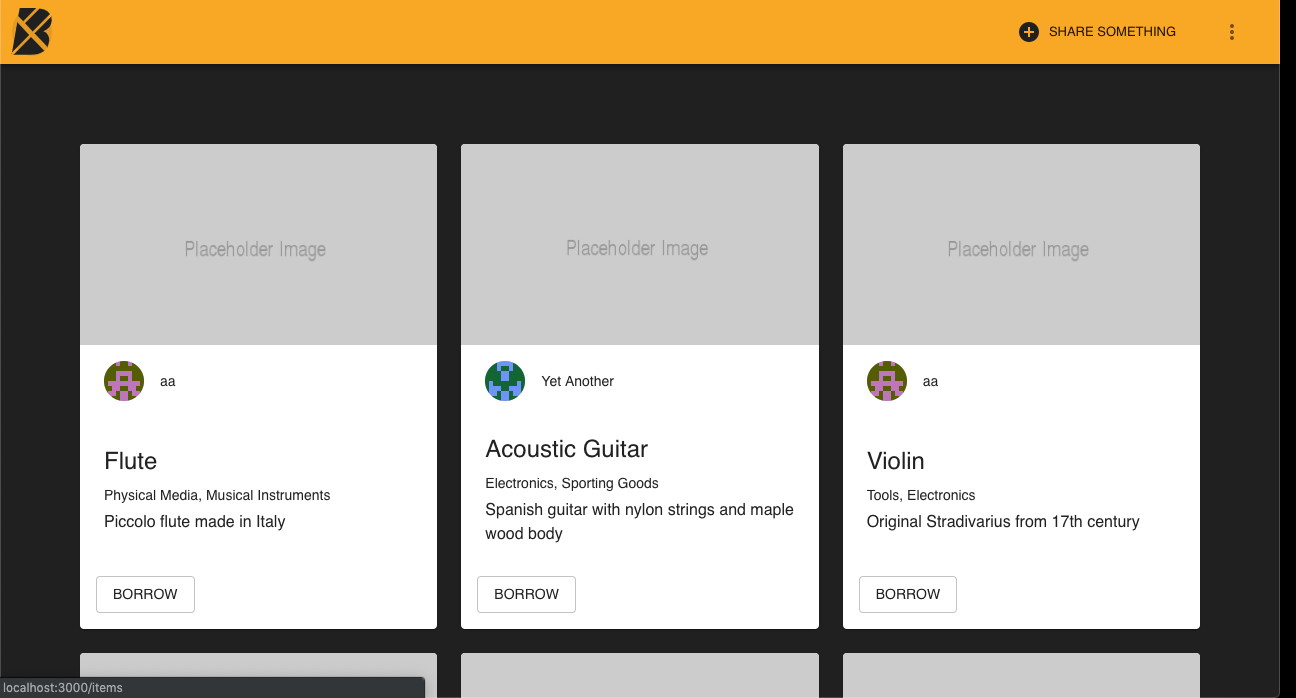 SHARE SOMETHING
Placeholder Image
Placeholder Image
Placeholder Image
aa
Yet Another
aa
Flute
Physical Media, Musical Instruments
Piccolo flute made in Italy
Acoustic Guitar
Electronics, Sporting Goods
Spanish guitar with nylon strings and maple
wood body
Violin
Tools, Electronics
Original Stradivarius from 17th century
BORROW
BORROW
BORROW
localhost:3000/items